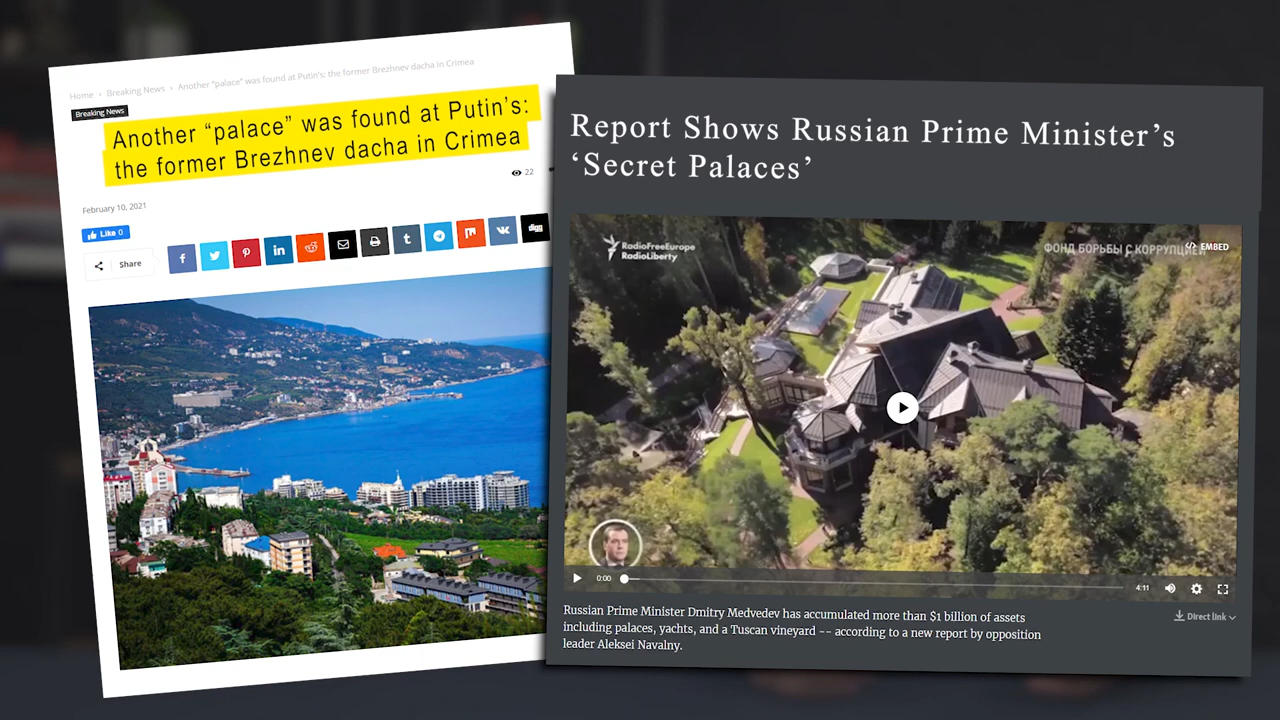 Home › Breaking News › Another "palace" was found at Putin's; the former Brezhnev dacha in Crimea
Breaking News
Another “palace” was found at Putin’s:
the former Brezhnev dacha in Crimea
22
February 10, 2021
Like 0
Share
digg
Report Shows Russian Prime Minister’s
‘Secret Palaces’
RadioFreeEurope
RadioLiberty
ФОНД БОРЬБЫ С КОРРУПЦИЕЙ
EMBED
0:00
4:11
Russian Prime Minister Dmitry Medvedev has accumulated more than $1 billion of assets
including palaces, yachts, and a Tuscan vineyard -- according to a new report by opposition
leader Aleksei Navalny.
Direct link